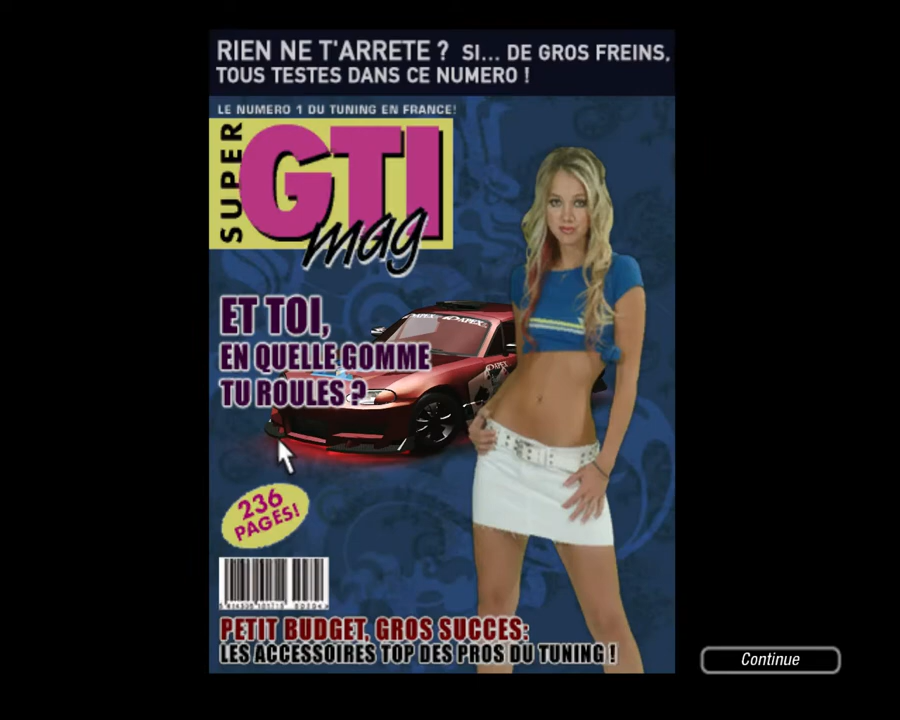 RIEN NE T'ARRETE ? SI... DE GROS FREINS,
TOUS TESTES DANS CE NUMERO !
LE NUMERO 1 DU TUNING EN FRANCE!
SUPER
GTI
mag
ET TOI,
EN QUELLE GOMME
TU ROULES ?
236
PAGES!
PETIT BUDGET, GROS SUCCES:
LES ACCESSOIRES TOP DES PROS DU TUNING !
Continue